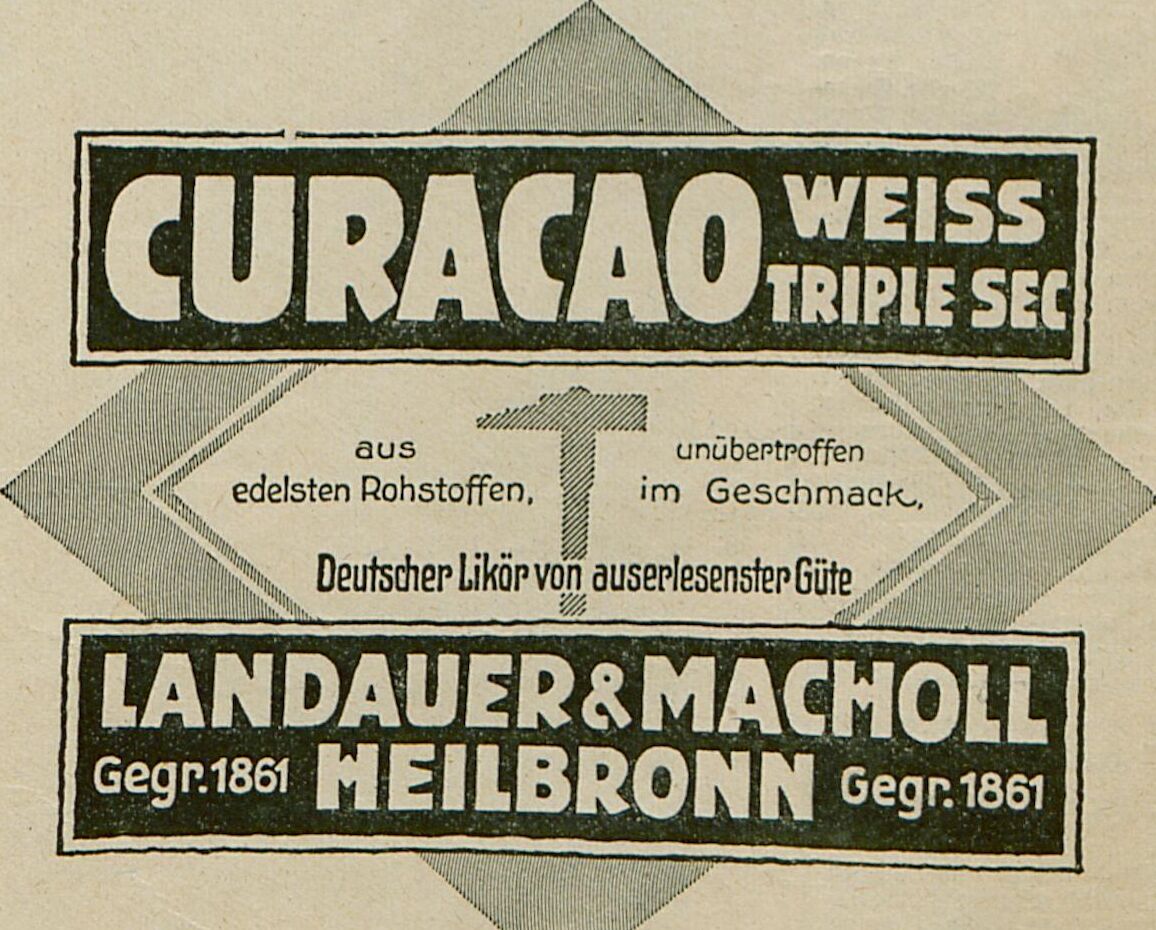 CURACAO WEISS
TRIPLE SEC
aus
edelsten Rohstoffen,
unübertroffen
im Geschmack,
Deutscher Likör von auserlesenster Güte
LANDAUER & MACHOLL
Gegr. 1861 HEILBRONN Gegr. 1861